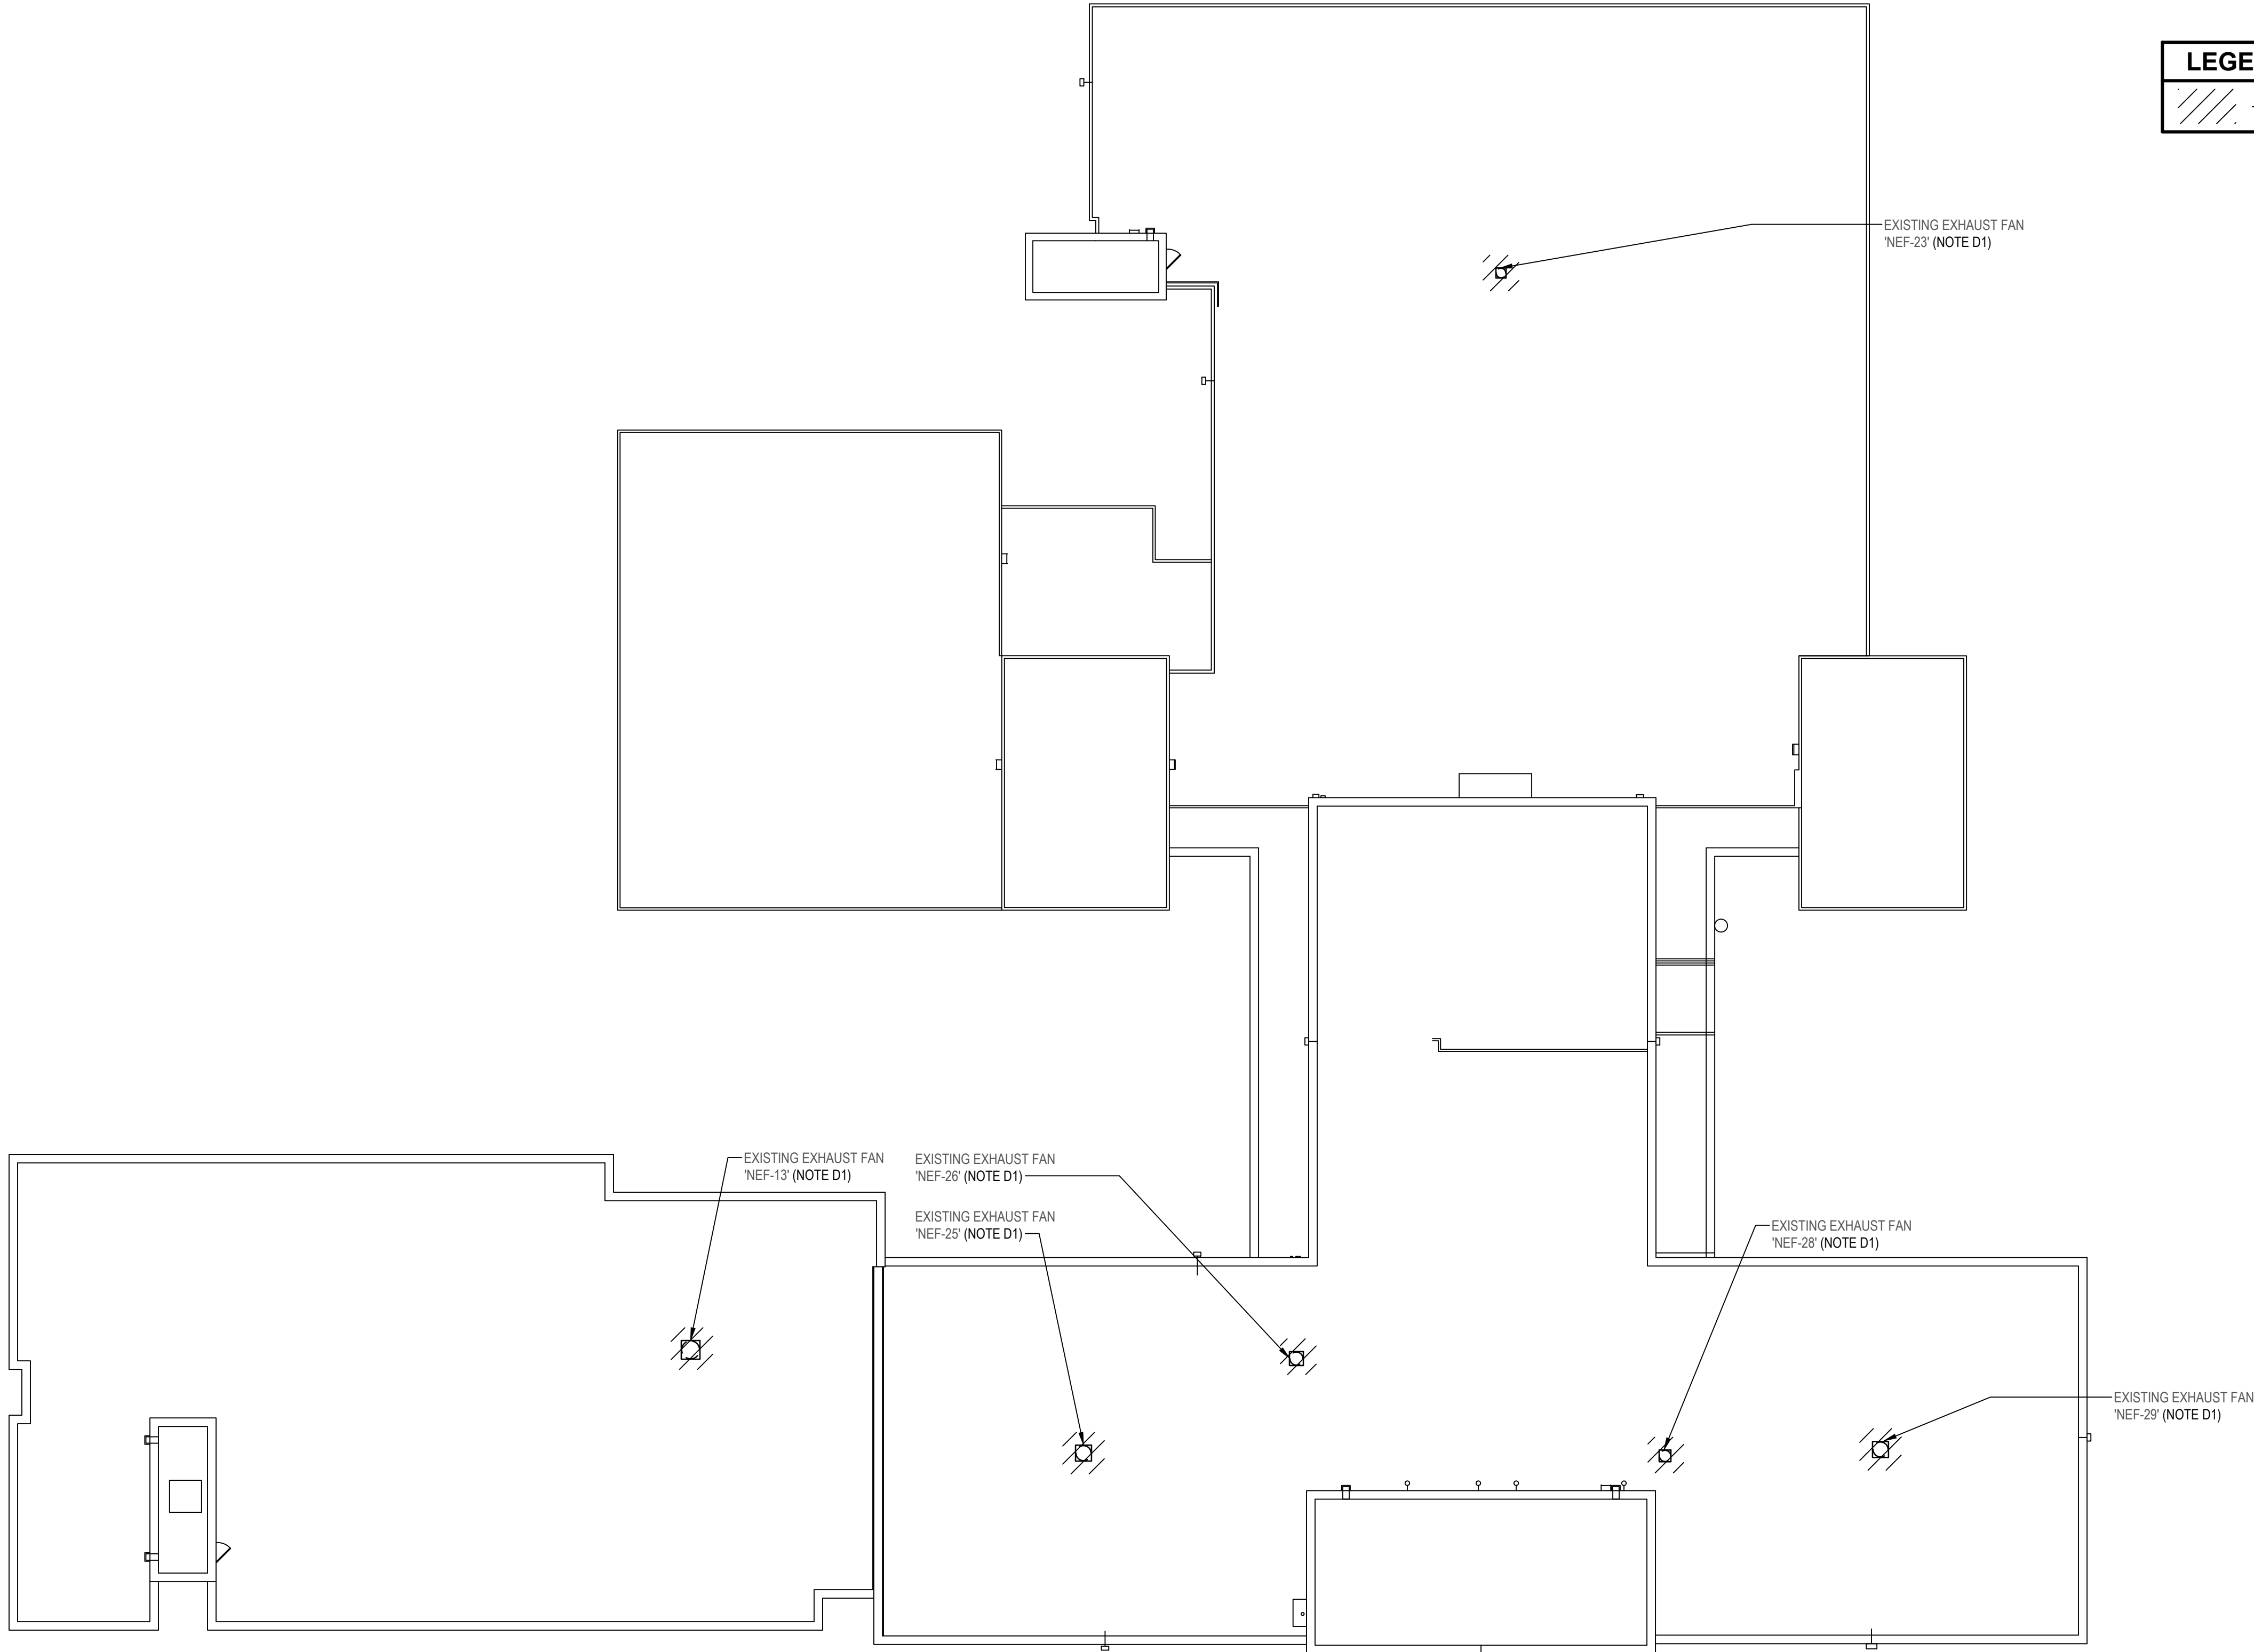 LEGE
EXISTING EXHAUST FAN
'NEF-23' (NOTE D1)
EXISTING EXHAUST FAN
'NEF-13' (NOTE D1)
EXISTING EXHAUST FAN
'NEF-26' (NOTE D1)
EXISTING EXHAUST FAN
'NEF-25' (NOTE D1)
EXISTING EXHAUST FAN
'NEF-28' (NOTE D1)
EXISTING EXHAUST FAN
'NEF-29' (NOTE D1)